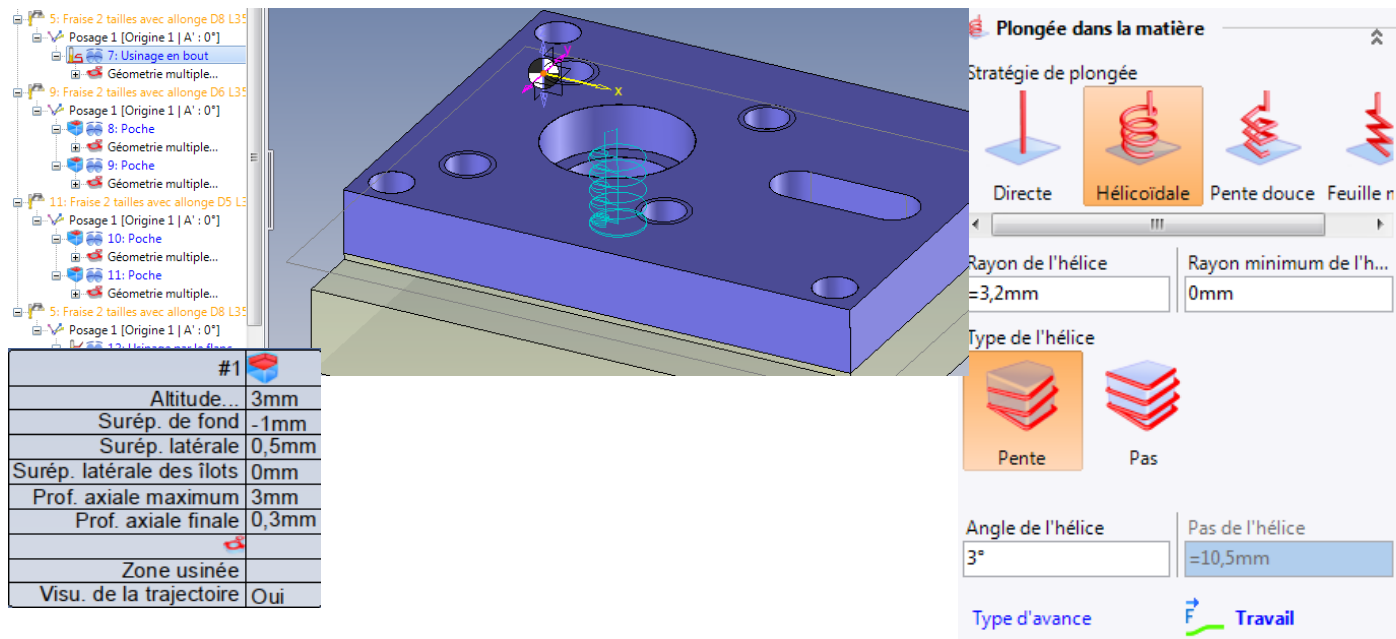 5: Fraise 2 tailles avec allonge D8 L35
Posage 1 [Origine 1 | A' : 0°]
7: Usinage en bout
Géometrie multiple...
9: Fraise 2 tailles avec allonge D6 L35
Posage 1 [Origine 1 | A' : 0°]
8: Poche
Géometrie multiple...
9: Poche
Géometrie multiple...
11: Fraise 2 tailles avec allonge D5 L3
Posage 1 [Origine 1 | A' : 0°]
10: Poche
Géometrie multiple...
11: Poche
Géometrie multiple...
5: Fraise 2 tailles avec allonge D8 L35
Posage 1 [Origine 1 | A' : 0°]
#1
Altitude... 3mm
Surép. de fond -1mm
Surép. latérale 0,5mm
Surép. latérale des îlots 0mm
Prof. axiale maximum 3mm
Prof. axiale finale 0,3mm
Zone usinée
Visu. de la trajectoire Oui
y
x
Plongée dans la matière
Stratégie de plongée
Directe Hélicoïdale Pente douce Feuille
Rayon de l'hélice Rayon minimum de l'h...
=3,2mm 0mm
Type de l'hélice
Pente Pas
Angle de l'hélice Pas de l'hélice
3° =10,5mm
Type d'avance F Travail